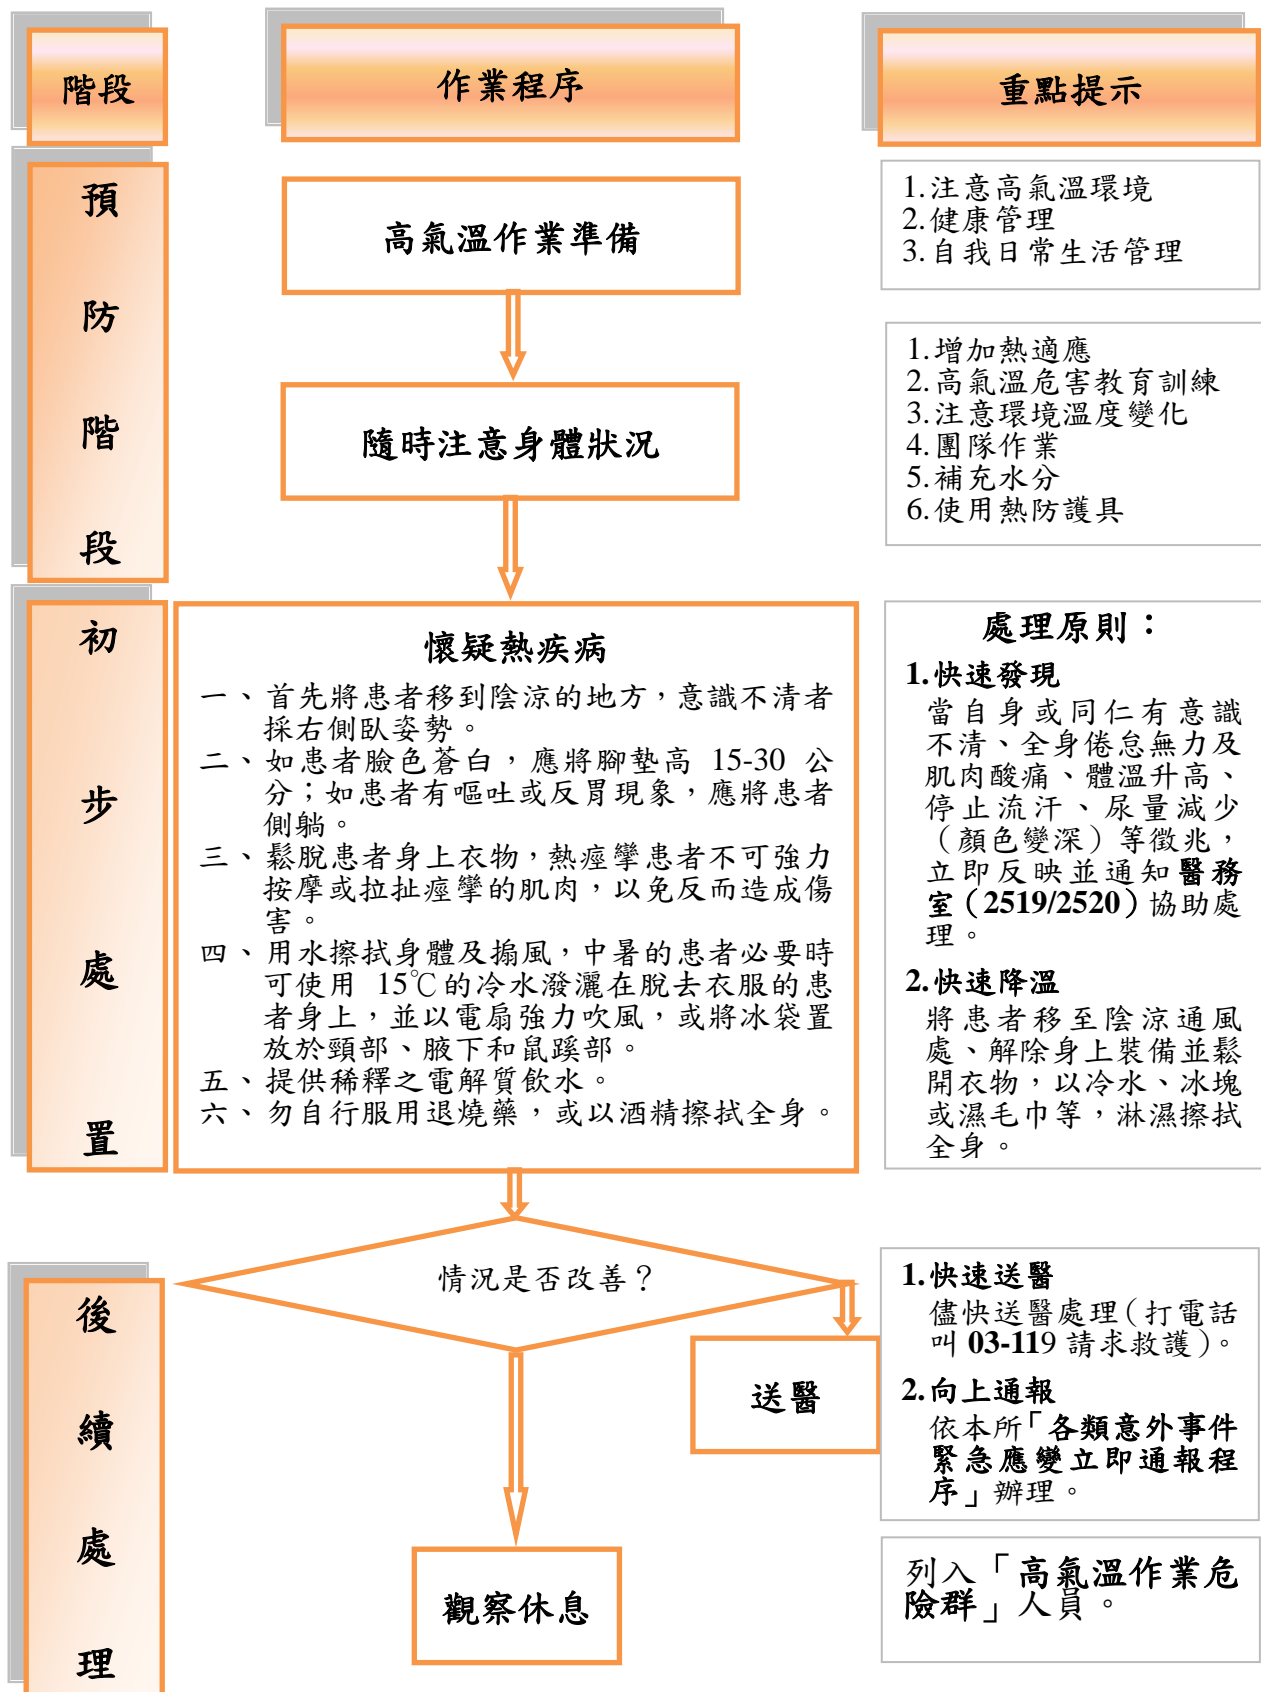 階段
作業程序
重點提示
預
防
階
段
高氣溫作業準備
1.注意高氣溫環境
2.健康管理
3.自我日常生活管理
隨時注意身體狀況
1.增加熱適應
2.高氣溫危害教育訓練
3.注意環境溫度變化
4.團隊作業
5.補充水分
6.使用熱防護具
初
步
處
置
懷疑熱疾病
一、首先將患者移到陰涼的地方，意識不清者
採右側臥姿勢。
二、如患者臉色蒼白，應將腳墊高 15-30 公
分；如患者有嘔吐或反胃現象，應將患者
側躺。
三、鬆脫患者身上衣物，熱痙攣患者不可強力
按摩或拉扯痙攣的肌肉，以免反而造成傷
害。
四、用水擦拭身體及搧風，中暑的患者必要時
可使用 15℃的冷水潑灑在脫去衣服的患
者身上，並以電扇強力吹風，或將冰袋置
放於頸部、腋下和鼠蹊部。
五、提供稀釋之電解質飲水。
六、勿自行服用退燒藥，或以酒精擦拭全身。
處理原則：
1.快速發現
當自身或同仁有意識
不清、全身倦怠無力及
肌肉酸痛、體溫升高、
停止流汗、尿量減少
（顏色變深）等徵兆，
立即反映並通知醫務
室（2519/2520）協助處
理。
2.快速降溫
將患者移至陰涼通風
處、解除身上裝備並鬆
開衣物，以冷水、冰塊
或濕毛巾等，淋濕擦拭
全身。
後
續
處
理
情況是否改善？
送醫
觀察休息
1.快速送醫
儘快送醫處理（打電話
叫 03-119 請求救護）。
2.向上通報
依本所「各類意外事件
緊急應變立即通報程
序」辦理。
列入「高氣溫作業危
險群」人員。